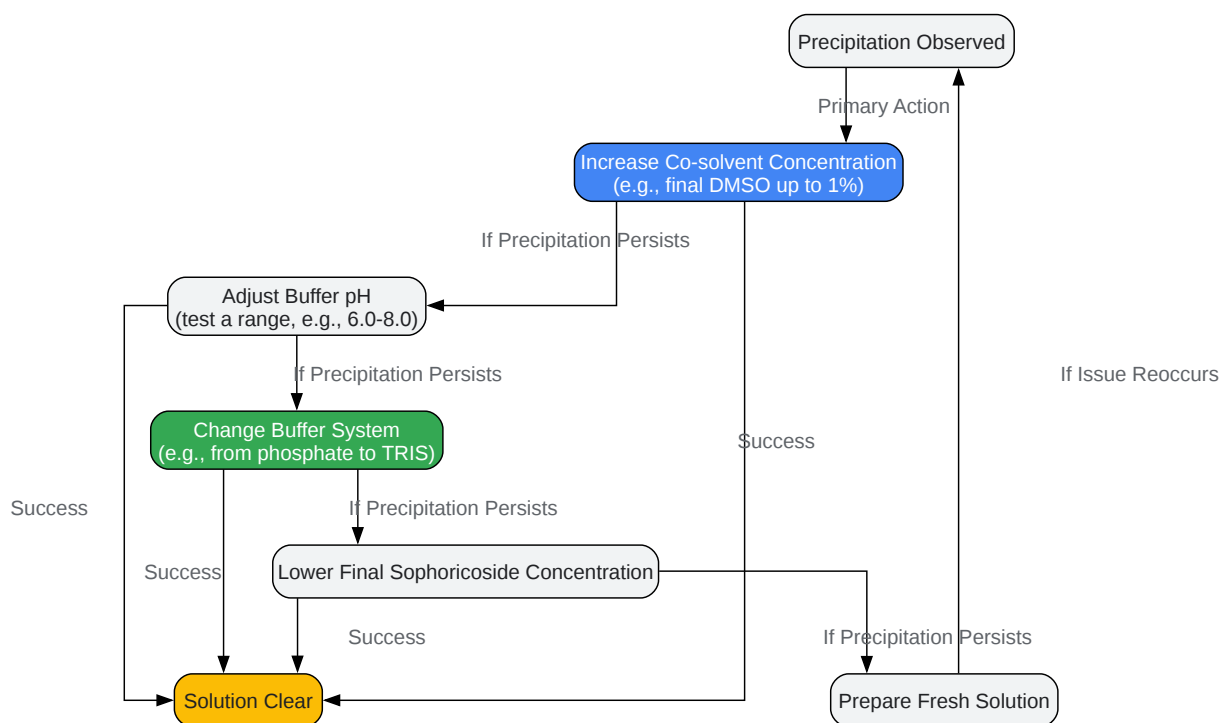 Precipitation Observed
Primary Action
Increase Co-solvent Concentration
(e.g., final DMSO up to 1%)
If Precipitation Persists
Adjust Buffer pH
(test a range, e.g., 6.0-8.0)
If Precipitation Persists
If Issue Reoccurs
Change Buffer System
(e.g., from phosphate to TRIS)
Success
Success
If Precipitation Persists
Success
Lower Final Sophoricoside Concentration
Success
If Precipitation Persists
Solution Clear
Prepare Fresh Solution